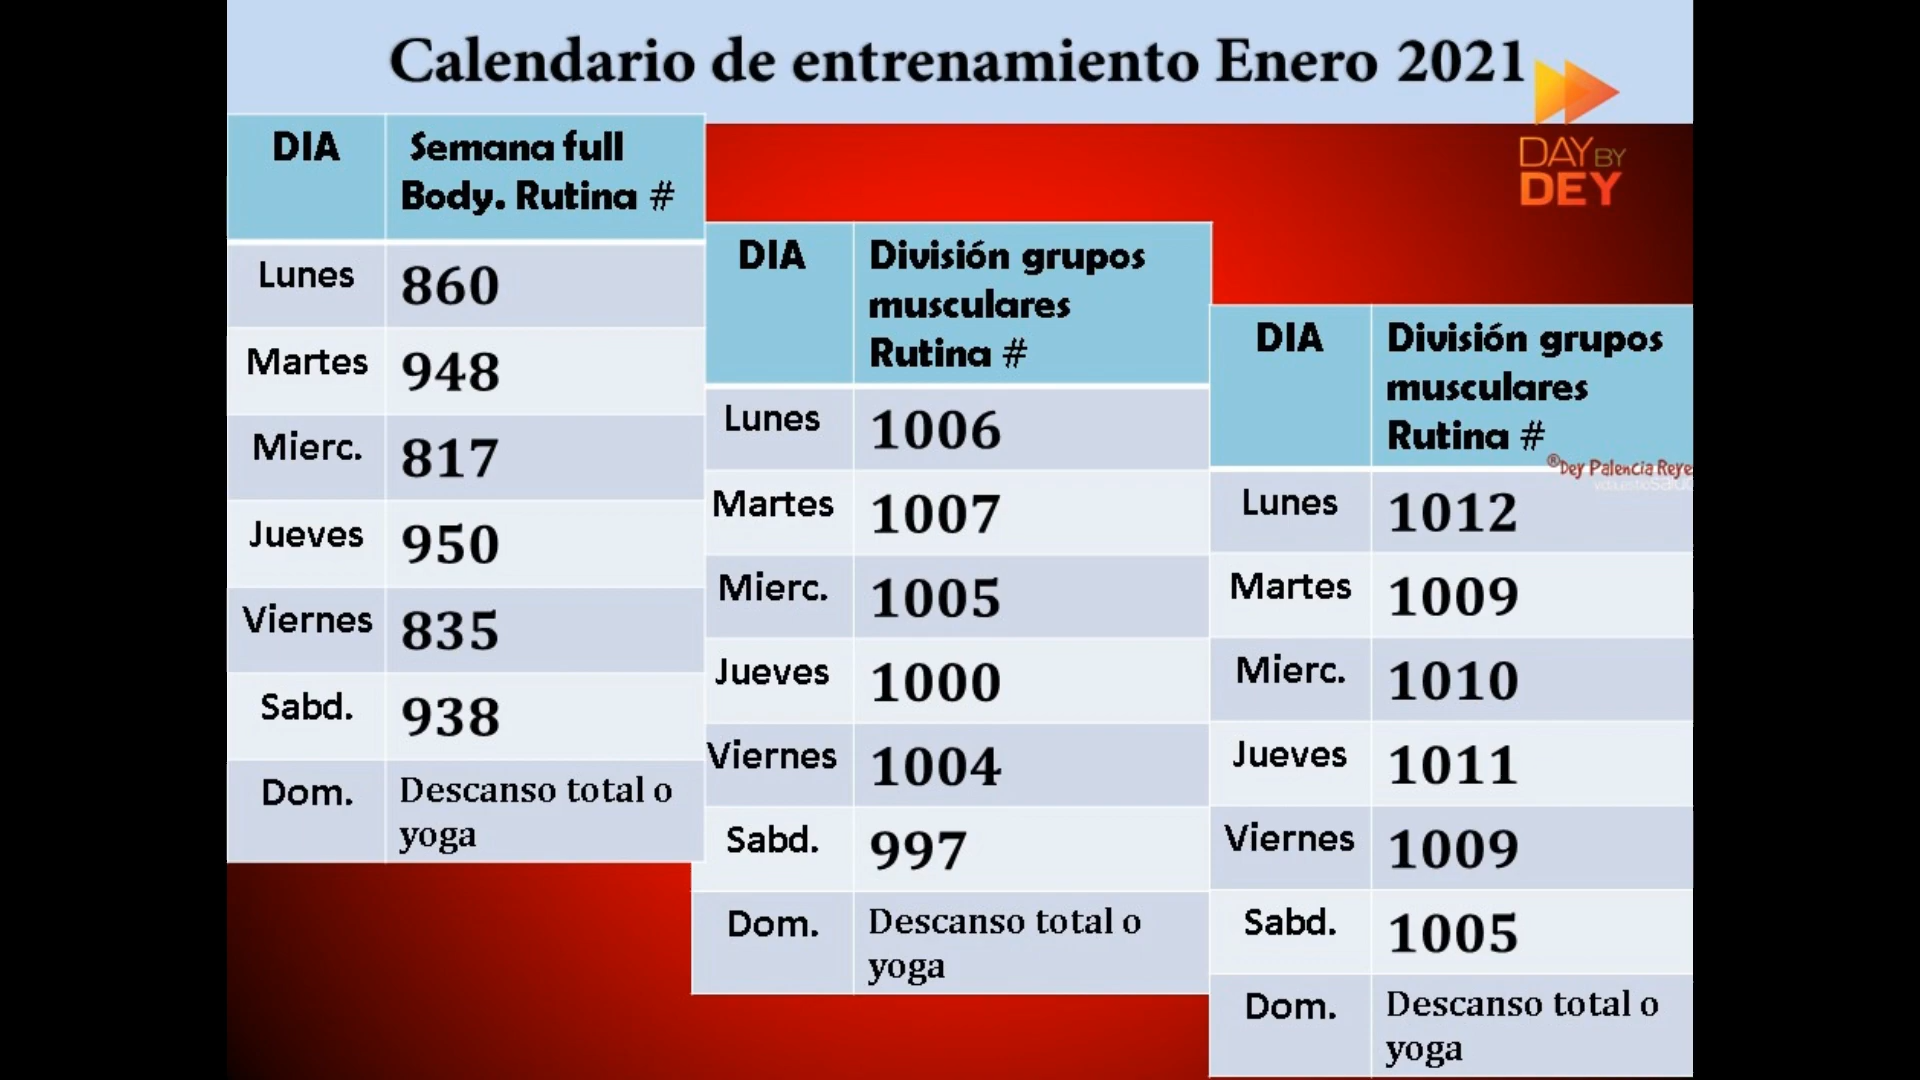 Calendario de entrenamiento Enero 2021
DAY BY
DEY
DIA
Semana full
Body. Rutina #
Lunes 860
Martes 948
Mierc. 817
Jueves 950
Viernes 835
Sabd. 938
Dom. Descanso total o
yoga
DIA
División grupos
musculares
Rutina #
Lunes 1006
Martes 1007
Mierc. 1005
Jueves 1000
Viernes 1004
Sabd. 997
Dom. Descanso total o
yoga
DIA
División grupos
musculares
Rutina #
®Dey Palencia Reye
Lunes 1012
Martes 1009
Mierc. 1010
Jueves 1011
Viernes 1009
Sabd. 1005
Dom. Descanso total o
yoga